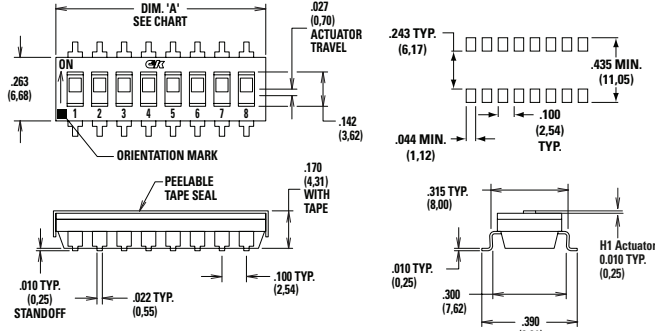 DIM. 'A'
SEE CHART
.027
(0,70)
ACTUATOR
TRAVEL
.263
(6,68)
ON
C&K
1 2 3 4 5 6 7 8
.142
(3,62)
ORIENTATION MARK
.243 TYP.
(6,17)
.435 MIN.
(11,05)
.044 MIN.
(1,12)
.100
(2,54)
TYP.
PEELABLE
TAPE SEAL
.170
(4,31)
WITH
TAPE
.010 TYP.
(0,25)
STANDOFF
.022 TYP.
(0,55)
.100 TYP.
(2,54)
.315 TYP.
(8,00)
H1 Actuator
0.010 TYP.
(0,25)
.010 TYP.
(0,25)
.300
(7,62)
.390